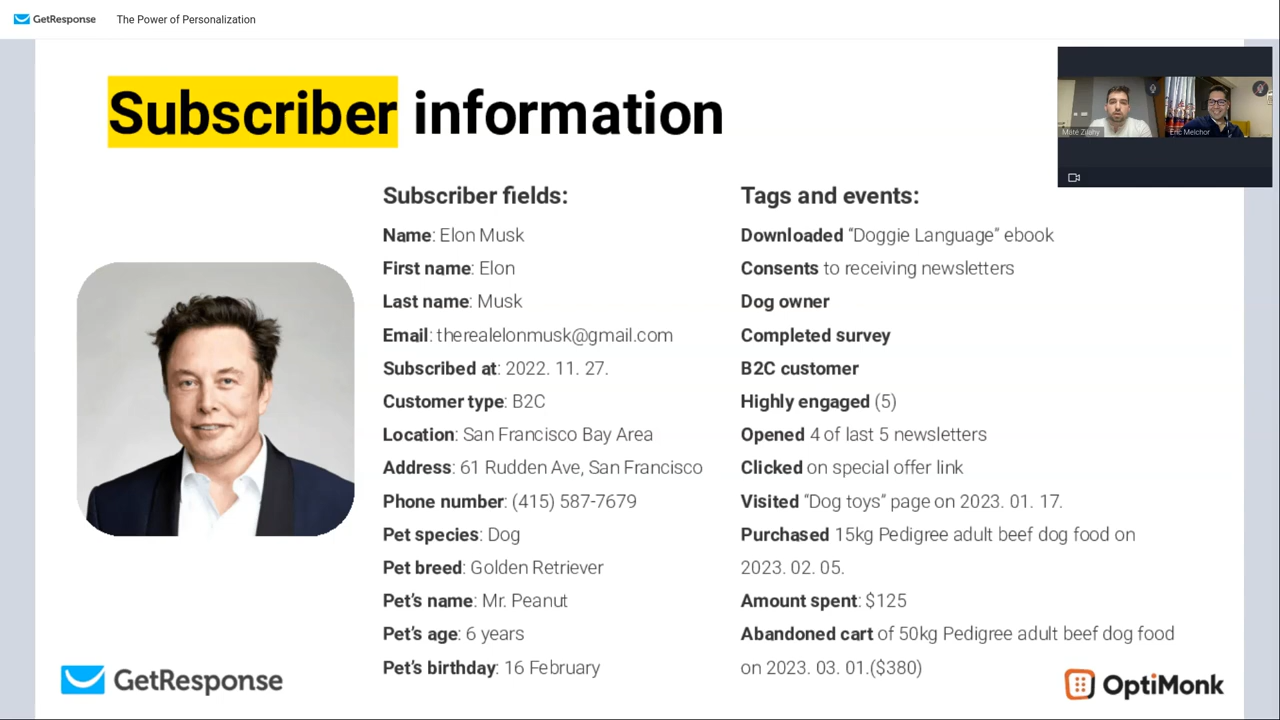 GetResponse The Power of Personalization
Subscriber information
Máté Zilahy Eric Melchor
Subscriber fields:
Name: Elon Musk
First name: Elon
Last name: Musk
Email: therealelonmusk@gmail.com
Subscribed at: 2022. 11. 27.
Customer type: B2C
Location: San Francisco Bay Area
Address: 61 Rudden Ave, San Francisco
Phone number: (415) 587-7679
Pet species: Dog
Pet breed: Golden Retriever
Pet’s name: Mr. Peanut
Pet’s age: 6 years
Pet’s birthday: 16 February
Tags and events:
Downloaded “Doggie Language” ebook
Consents to receiving newsletters
Dog owner
Completed survey
B2C customer
Highly engaged (5)
Opened 4 of last 5 newsletters
Clicked on special offer link
Visited “Dog toys” page on 2023. 01. 17.
Purchased 15kg Pedigree adult beef dog food on
2023. 02. 05.
Amount spent: $125
Abandoned cart of 50kg Pedigree adult beef dog food
on 2023. 03. 01.($380)
GetResponse
OptiMonk